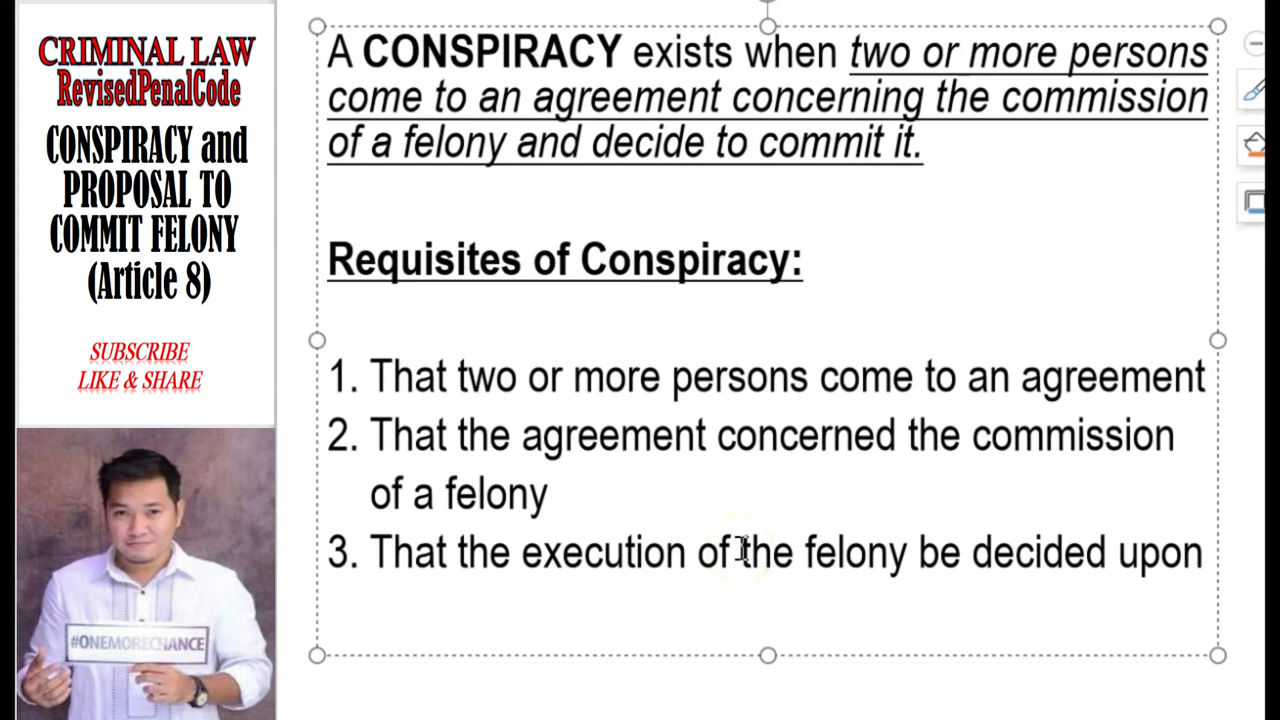 CRIMINAL LAW
RevisedPenalCode
CONSPIRACY and
PROPOSAL TO
COMMIT FELONY
(Article 8)
SUBSCRIBE
LIKE & SHARE
#ONEMORECHANCE
A CONSPIRACY exists when two or more persons
come to an agreement concerning the commission
of a felony and decide to commit it.
Requisites of Conspiracy:
1. That two or more persons come to an agreement
2. That the agreement concerned the commission
of a felony
3. That the execution of the felony be decided upon